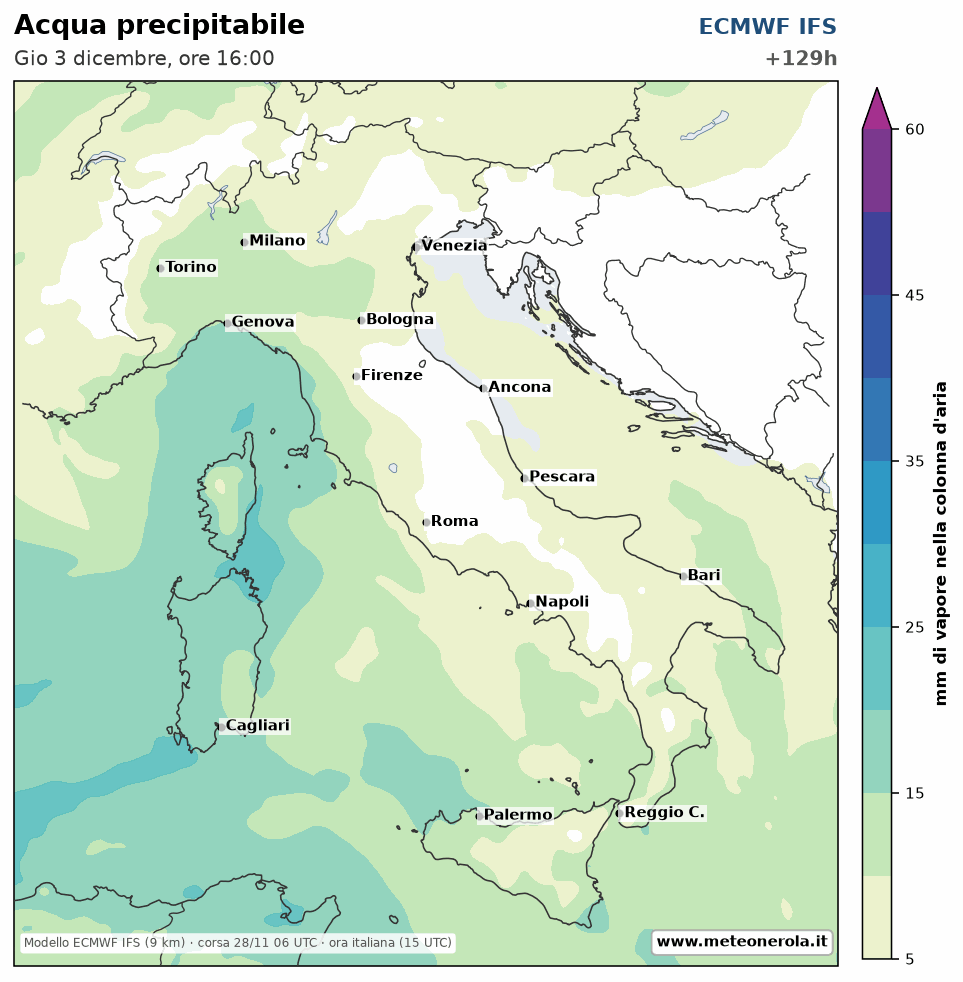 Acqua precipitabile
ECMWF IFS
Gio 3 dicembre, ore 16:00
+129h
Milano
Venezia
Torino
Genova
Bologna
Firenze
Ancona
Pescara
Roma
Bari
Napoli
Cagliari
Palermo
Reggio C.
60
45
35
25
15
5
mm di vapore nella colonna d'aria
Modello ECMWF IFS (9 km) · corsa 28/11 06 UTC · ora italiana (15 UTC)
www.meteonerola.it